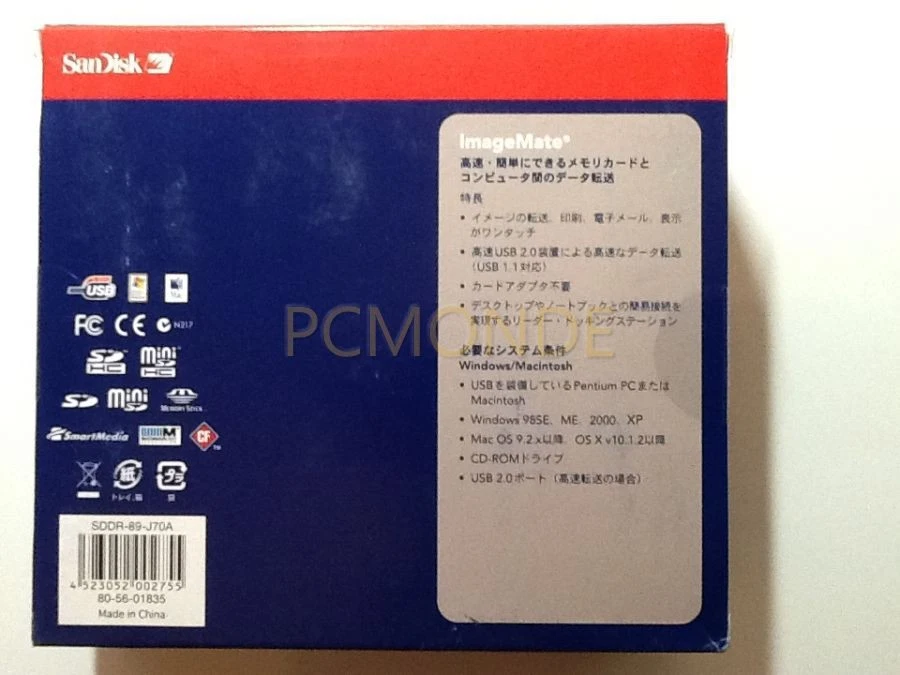 SanDisk
ImageMate®
高速・簡単にできるメモリカードと
コンピュータ間のデータ転送
特長
• イメージの転送、印刷、電子メール、表示
がワンタッチ
• 高速USB 2.0装置による高速なデータ転送
（USB 1.1対応）
• カードアダプタ不要
• デスクトップやノートブックとの簡易接続を
実現するリーダー・ドッキングステーション
必要なシステム条件
Windows/Macintosh
• USBを装備しているPentium PCまたは
Macintosh
• Windows 98SE、ME、2000、XP
• Mac OS 9.2.x以降、OS X v10.1.2以降
• CD-ROMドライブ
• USB 2.0ポート（高速転送の場合）
PCMONDE
USB Mac
FC CE N217
SD HC mini SD HC
SD mini SD MEMORY STICK
SmartMedia CF™
紙 プラ
トレイ、箱 袋
SDDR-89-J70A
4 523052 002755
80-56-01835
Made in China